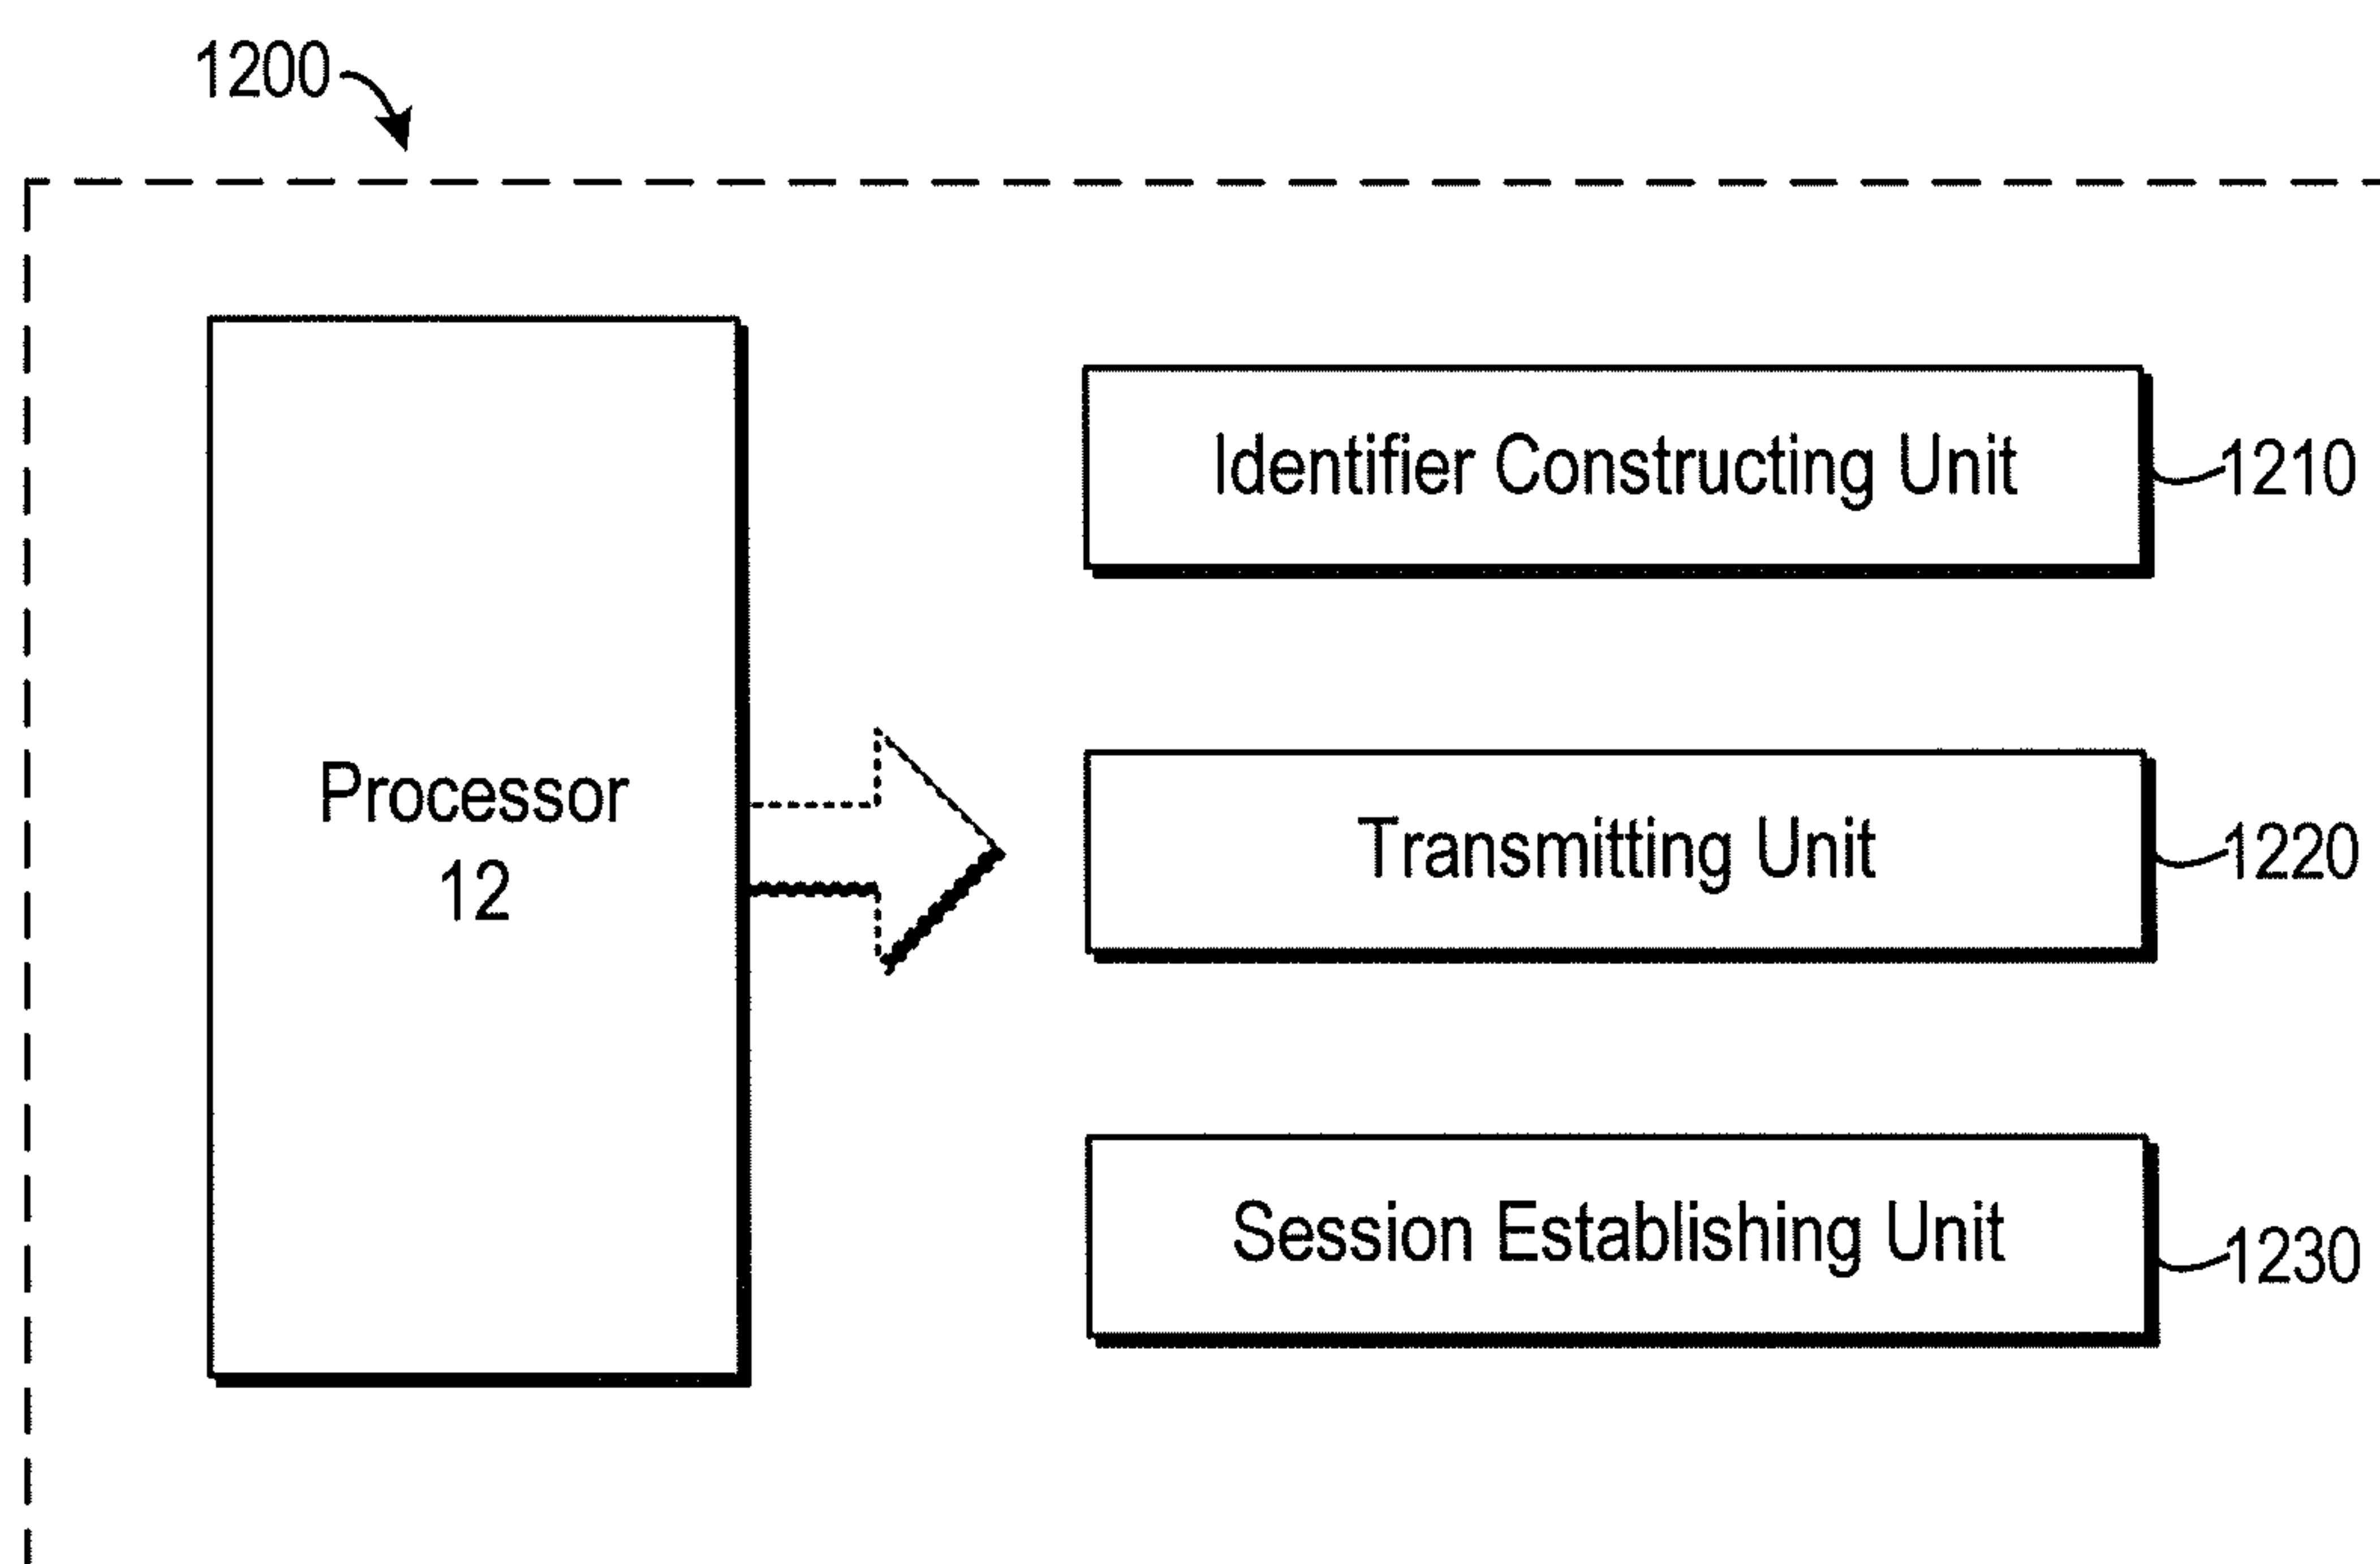 1200
Identifier Constructing Unit
1210
Processor
12
Transmitting Unit
1220
Session Establishing Unit
1230